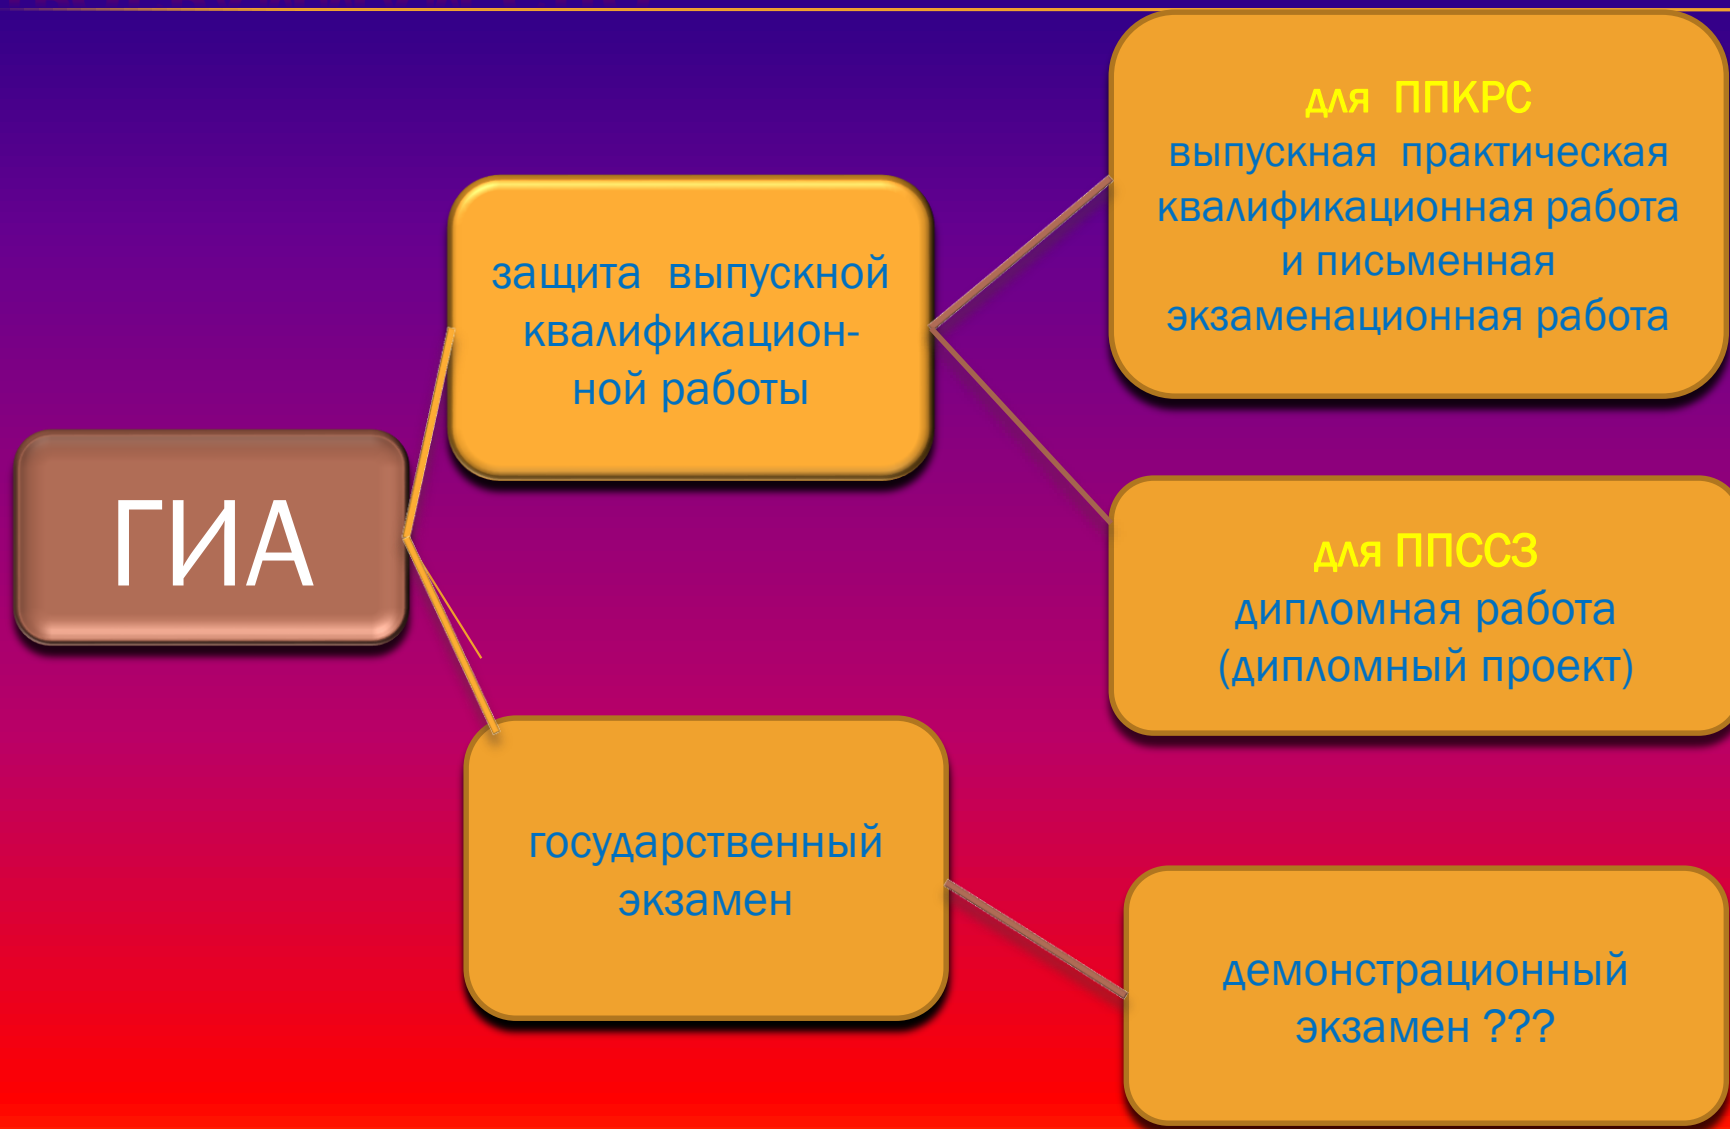 ГИА
защита выпускной
квалификацион-
ной работы
государственный
экзамен
для ППКРС
выпускная практическая
квалификационная работа
и письменная
экзаменационная работа
для ППССЗ
дипломная работа
(дипломный проект)
демонстрационный
экзамен ???